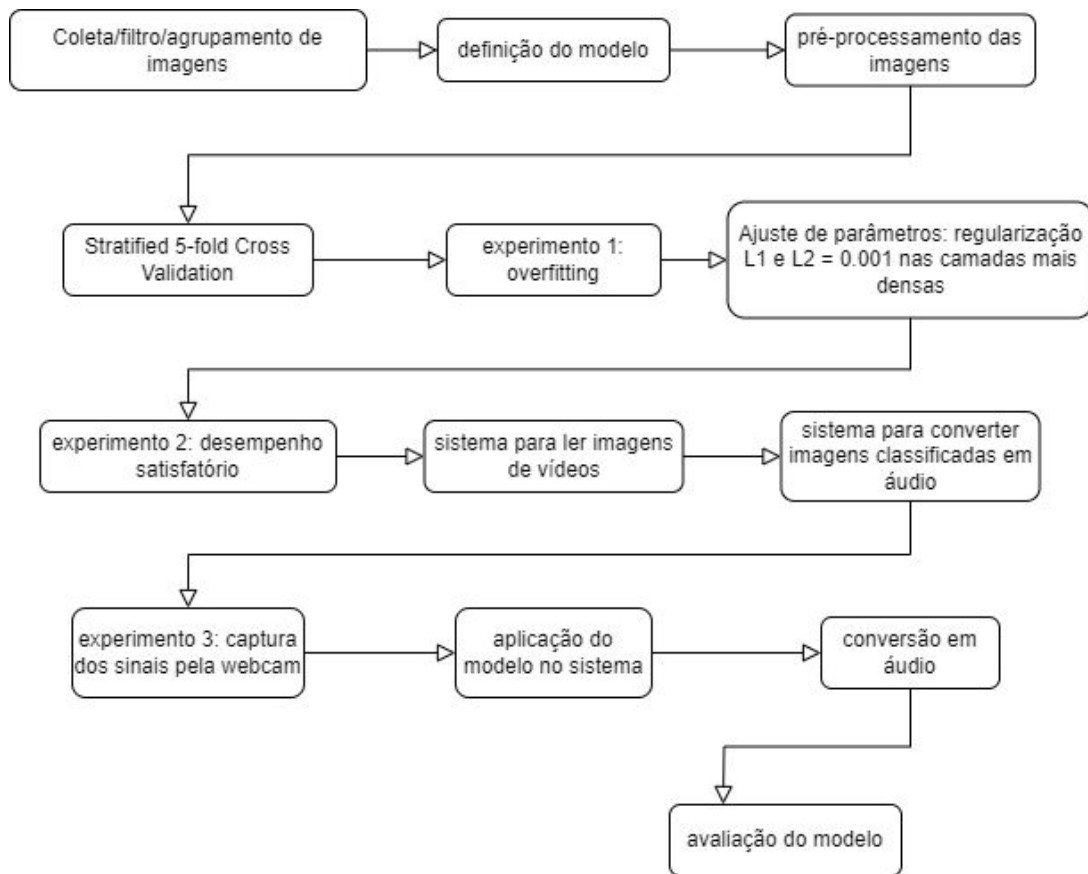 Coleta/filtro/agrupamento de
imagens
definição do modelo
pré-processamento das
imagens
Stratified 5-fold Cross
Validation
experimento 1:
overfitting
Ajuste de parâmetros: regularização
L1 e L2 = 0.001 nas camadas mais
densas
experimento 2: desempenho
satisfatório
sistema para ler imagens
de vídeos
sistema para converter
imagens classificadas em
áudio
experimento 3: captura
dos sinais pela webcam
aplicação do
modelo no sistema
conversão em
áudio
avaliação do modelo